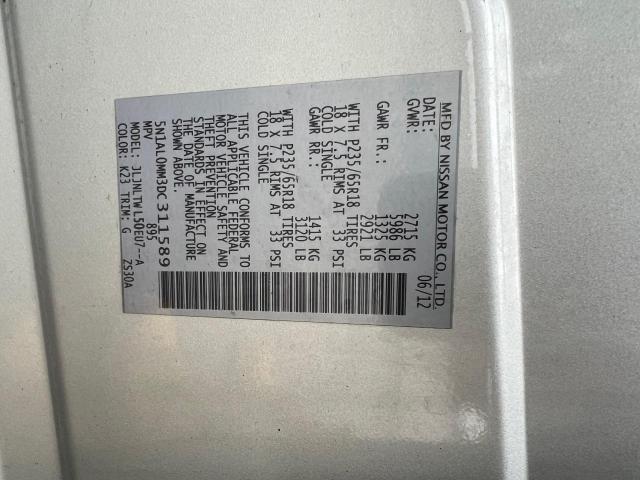 MFD BY NISSAN MOTOR CO., LTD.
DATE: 06/12
GVWR: 2715 KG
5986 LB
GAWR FR.: 1325 KG
2921 LB
WITH P235/65R18 TIRES
18 X 7.5 RIMS AT 33 PSI
COLD SINGLE
GAWR RR.: 1415 KG
3120 LB
WITH P235/65R18 TIRES
18 X 7.5 RIMS AT 33 PSI
COLD SINGLE
THIS VEHICLE CONFORMS TO
ALL APPLICABLE FEDERAL
MOTOR VEHICLE SAFETY AND
THEFT PREVENTION
STANDARDS IN EFFECT ON
THE DATE OF MANUFACTURE
SHOWN ABOVE.
5N1AL0MM3DC311589
MPV 895
MODEL: JLJNLTW L50EU7--A
COLOR: K23 TRIM: G ZS30A